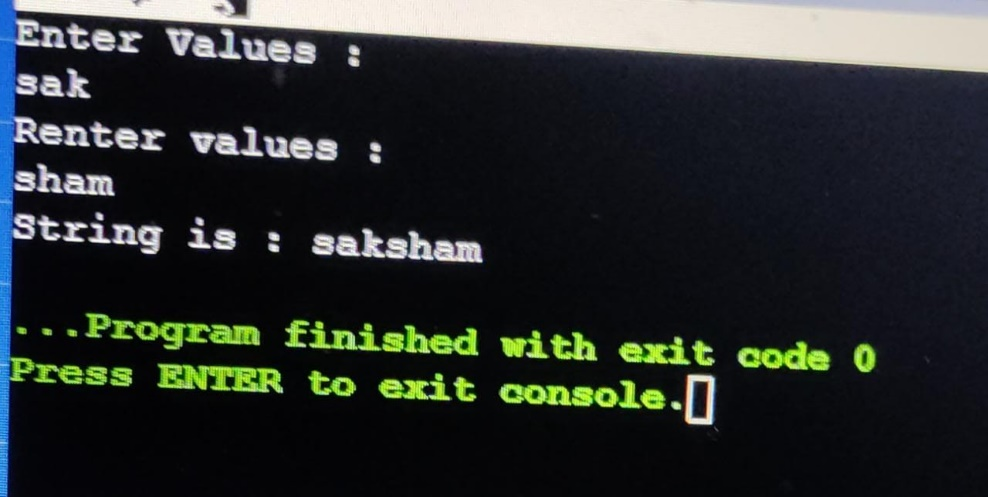 Enter Values :
sak
Renter values :
sham
String is : saksham
...Program finished with exit code 0
Press ENTER to exit console.